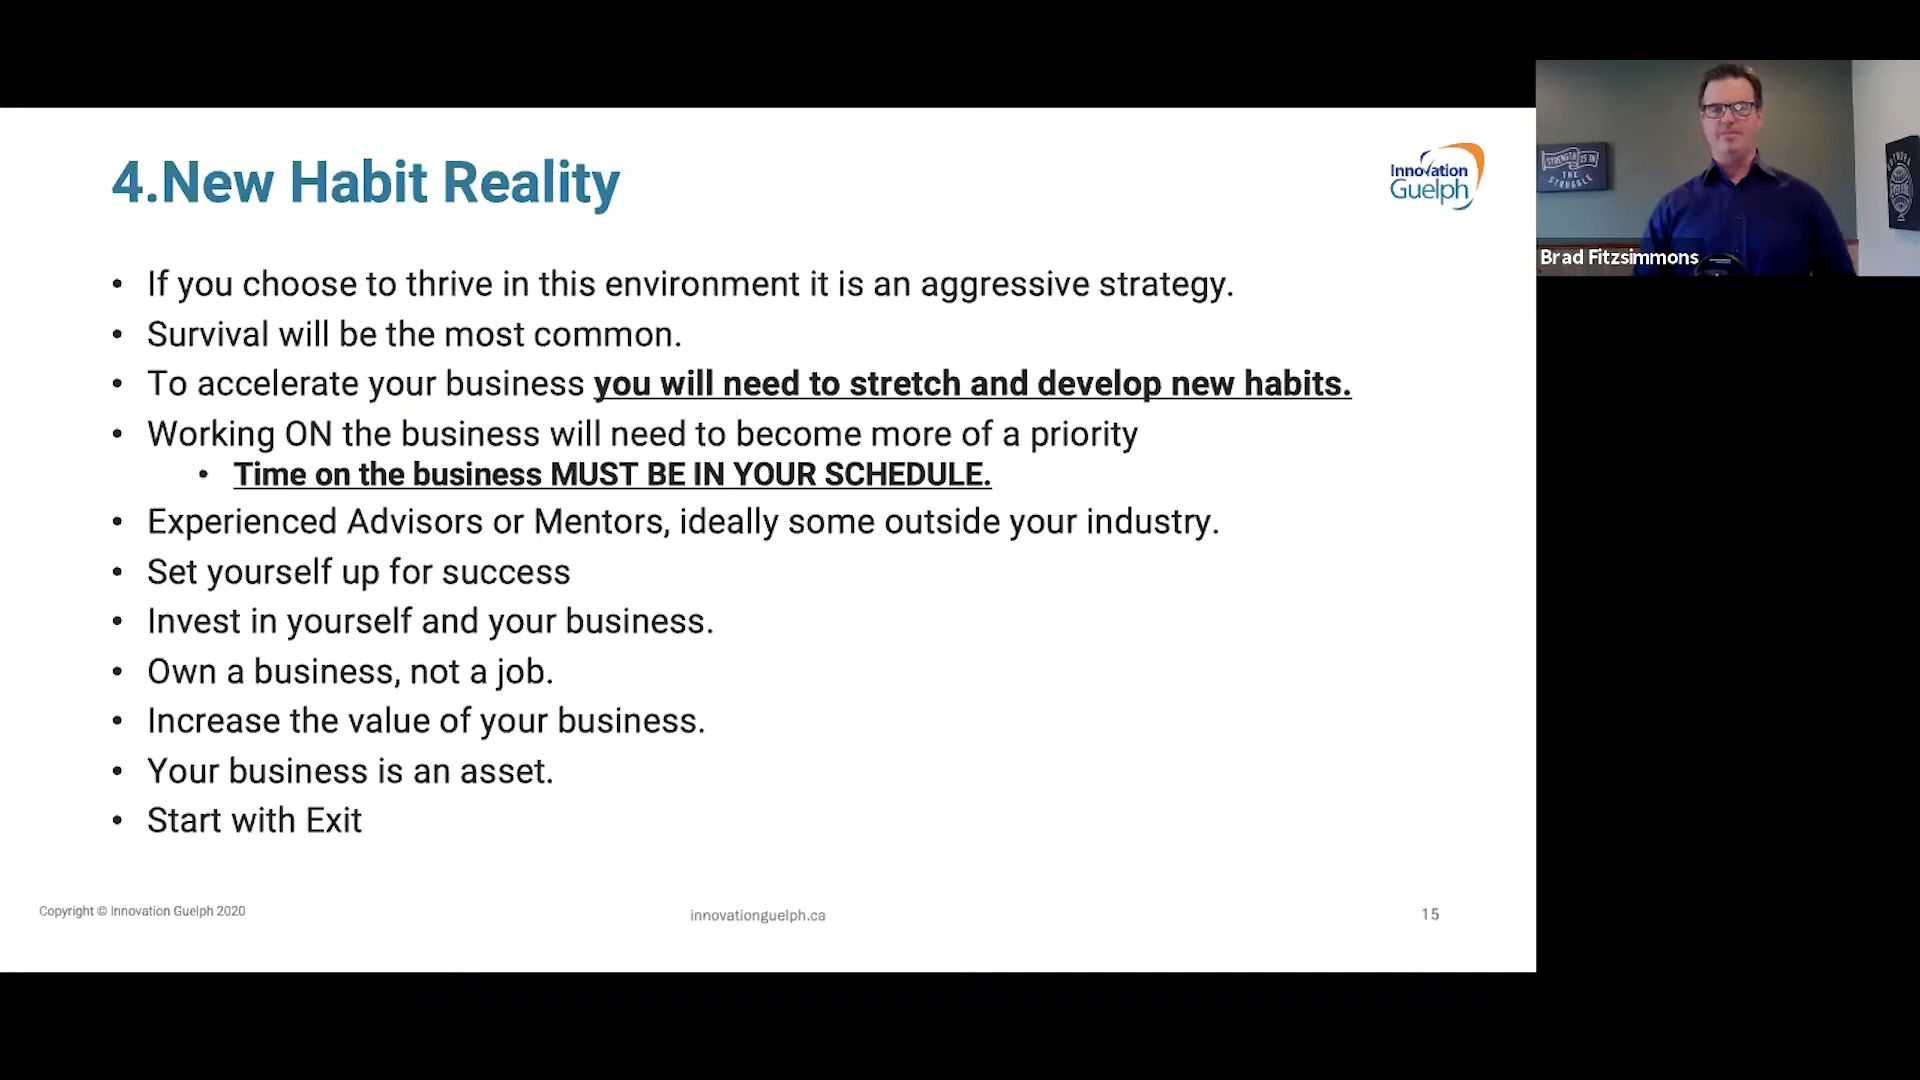 4.New Habit Reality
Innovation
Guelph
• If you choose to thrive in this environment it is an aggressive strategy.
• Survival will be the most common.
• To accelerate your business you will need to stretch and develop new habits.
• Working ON the business will need to become more of a priority
• Time on the business MUST BE IN YOUR SCHEDULE.
• Experienced Advisors or Mentors, ideally some outside your industry.
• Set yourself up for success
• Invest in yourself and your business.
• Own a business, not a job.
• Increase the value of your business.
• Your business is an asset.
• Start with Exit
Copyright © Innovation Guelph 2020
innovationguelph.ca
15
STRENGTH IS IN
THE
STRUGGLE
Brad Fitzsimmons